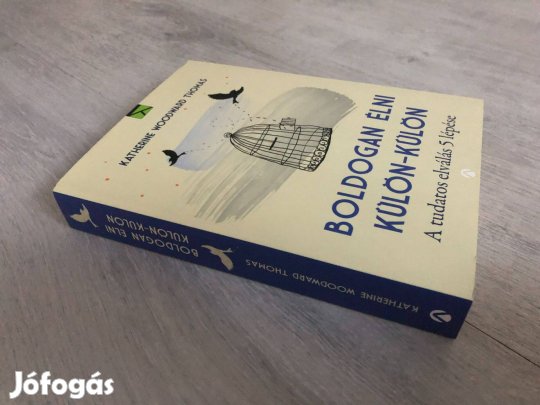 KATHERINE WOODWARD THOMAS
BOLDOGAN ÉLNI
KÜLÖN-KÜLÖN
A tudatos elválás 5 lépése
BOLDOGAN ÉLNI
KÜLÖN-KÜLÖN
KATHERINE WOODWARD THOMAS
Jófogás